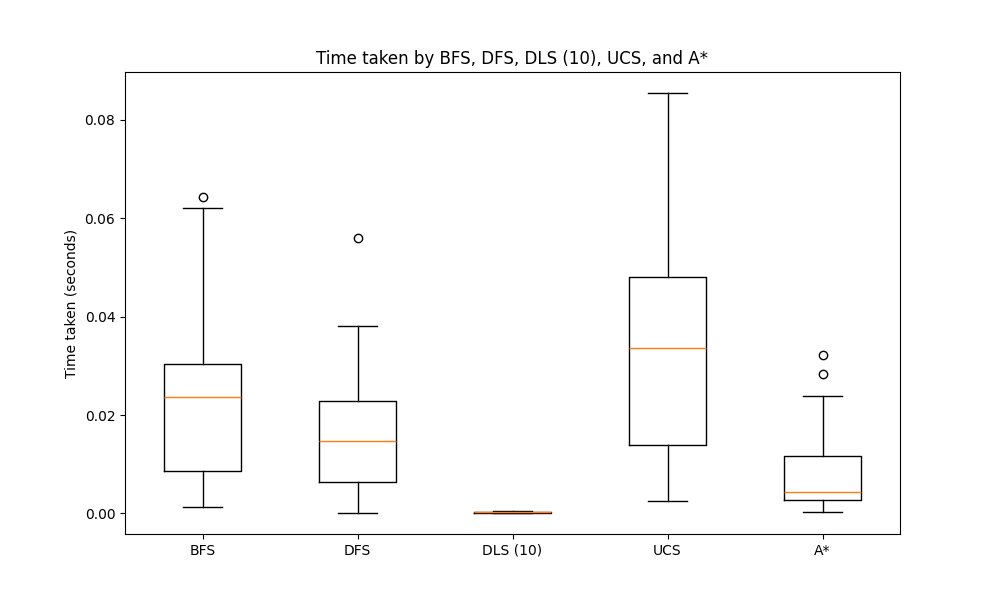 Time taken by BFS, DFS, DLS (10), UCS, and A*
Time taken (seconds)
0.08
0.06
0.04
0.02
0.00
BFS
DFS
DLS (10)
UCS
A*